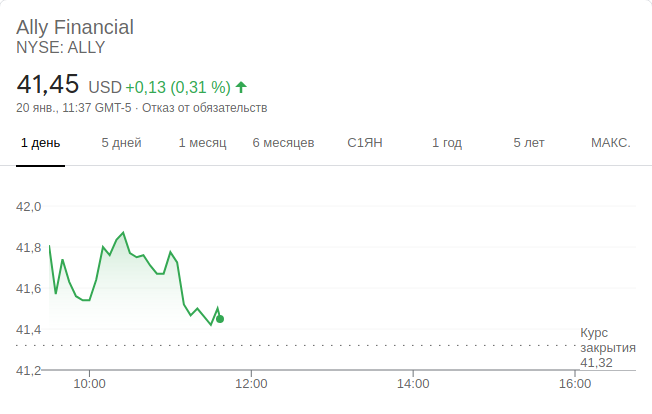 Ally Financial
NYSE: ALLY
41,45 USD +0,13 (0,31 %)
20 янв., 11:37 GMT-5 · Отказ от обязательств
1 день 5 дней 1 месяц 6 месяцев С1ЯН 1 год 5 лет МАКС.
42,0
41,8
41,6
41,4
Курс
закрытия
41,32
41,2
10:00 12:00 14:00 16:00